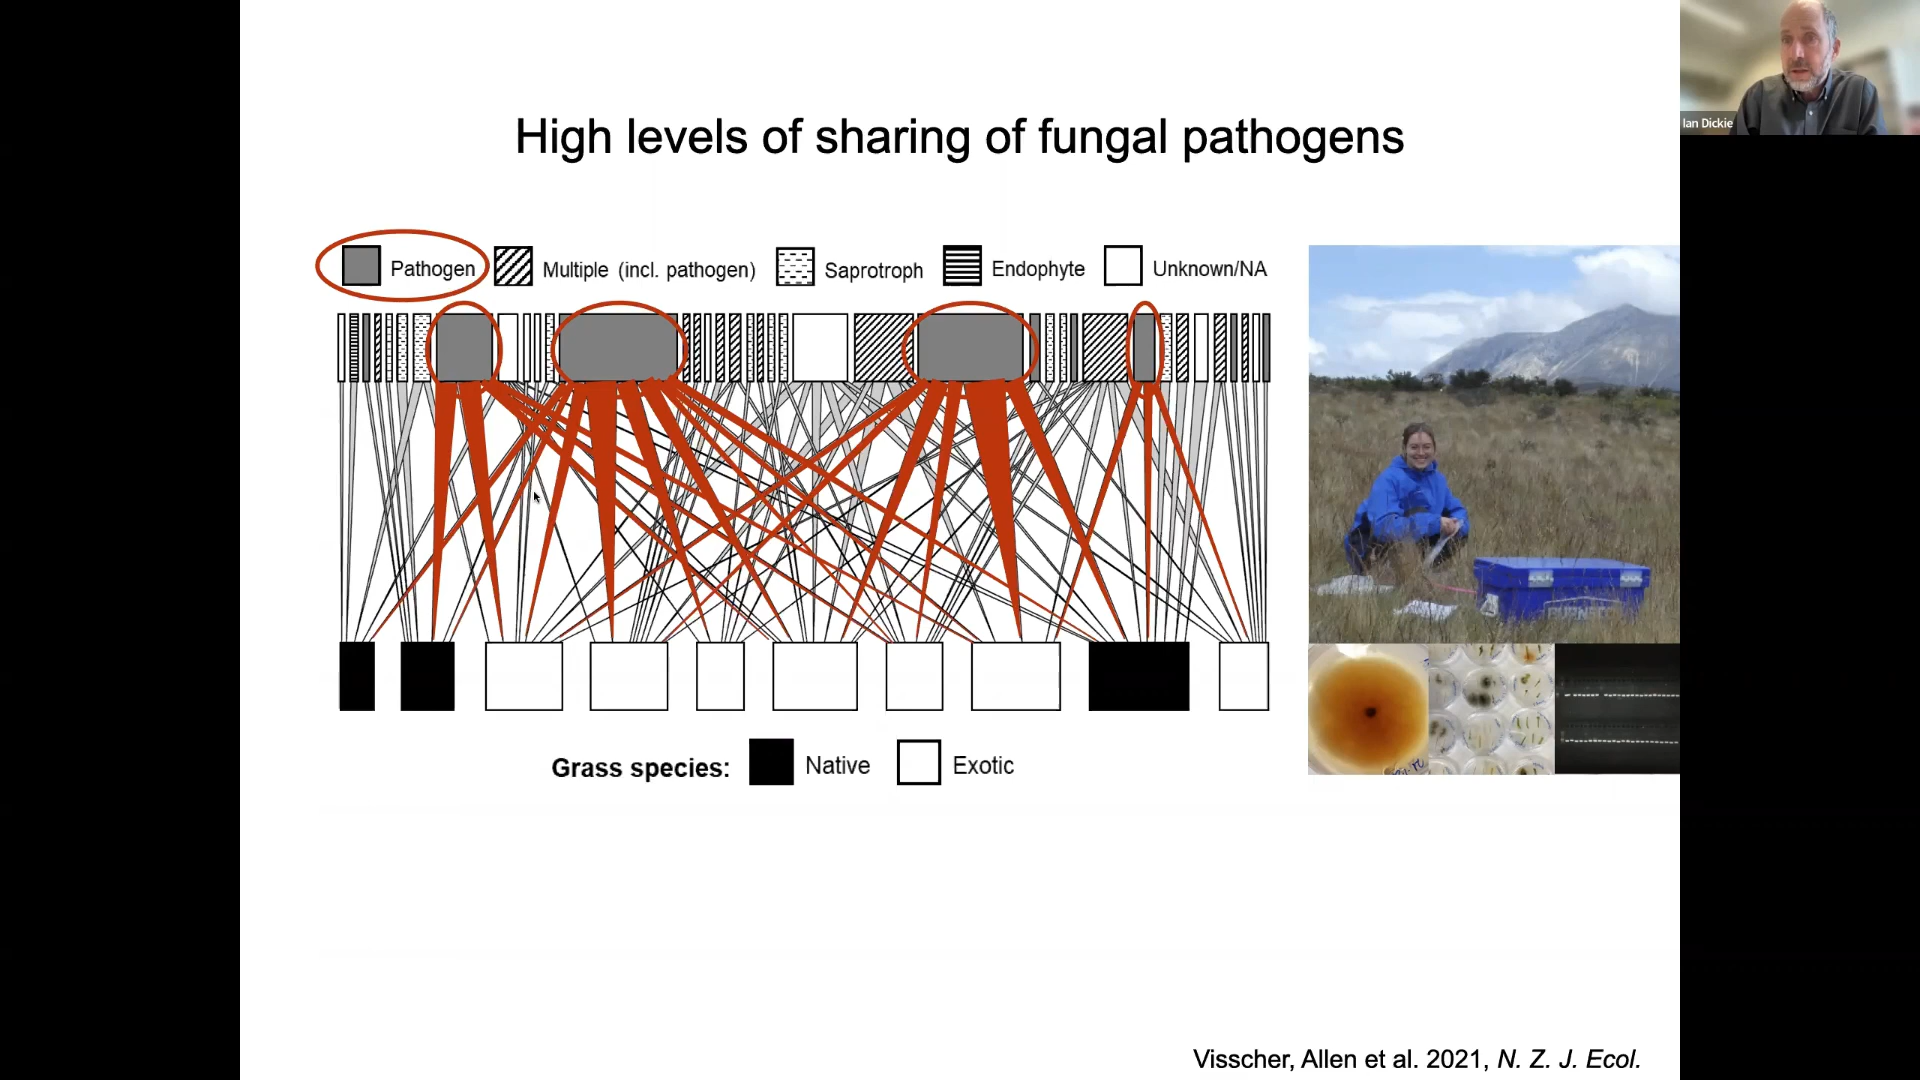 Ian Dickie
High levels of sharing of fungal pathogens
Pathogen
Multiple (incl. pathogen)
Saprotroph
Endophyte
Unknown/NA
Grass species:
Native
Exotic
Visscher, Allen et al. 2021, N. Z. J. Ecol.